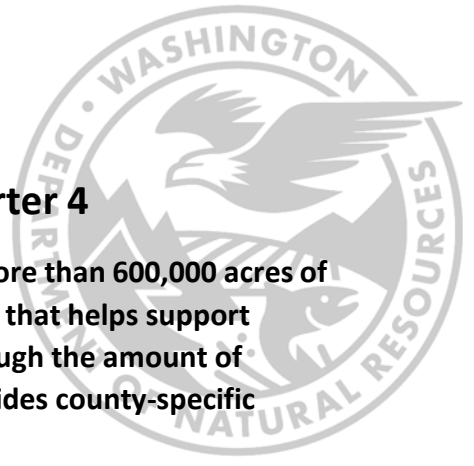 WASHINGTON
DEPARTMENT OF NATURAL RESOURCES
rter 4
ore than 600,000 acres of
that helps support
ugh the amount of
ides county-specific